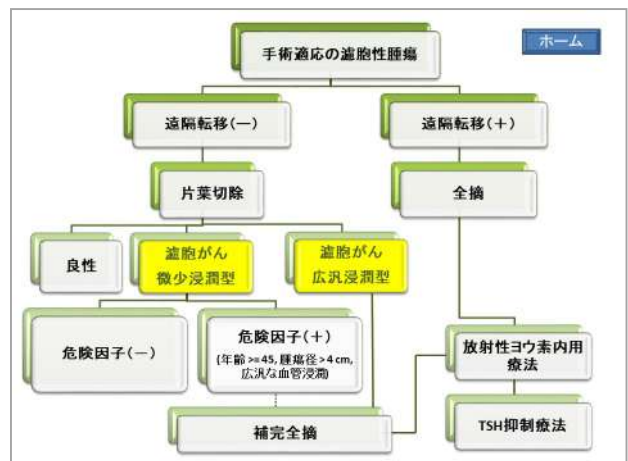 手術適応の濾胞性腫瘍
ホーム
遠隔転移(－)
遠隔転移(＋)
片葉切除
全摘
良性
濾胞がん
微少浸潤型
濾胞がん
広汎浸潤型
危険因子(－)
危険因子(＋)
(年齢>=45, 腫瘍径>4 cm,
広汎な血管浸潤)
放射性ヨウ素内用
療法
補完全摘
TSH抑制療法